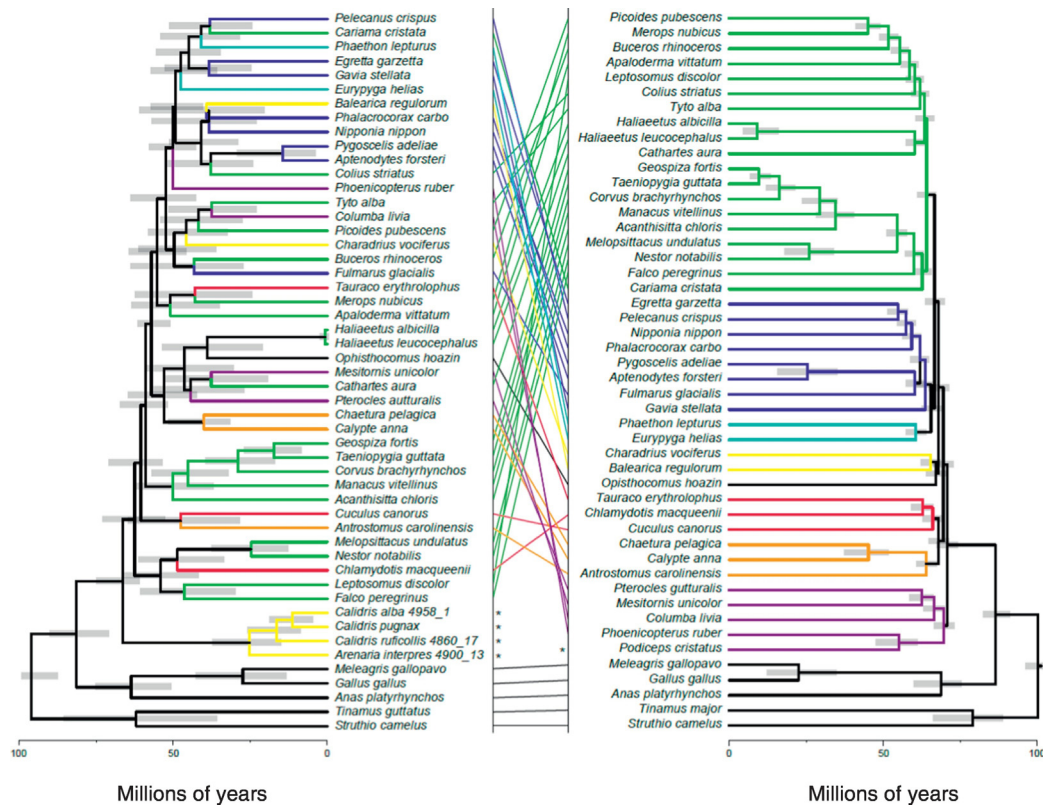 Pelecanus crispus
Cariama cristata
Phaethon lepturus
Egretta garzetta
Gavia stellata
Eurypyga helias
Balearica regulorum
Phalacrocorax carbo
Nipponia nippon
Pygoscelis adeliae
Aptenodytes forsteri
Colius striatus
Phoenicopterus ruber
Tyto alba
Columba livia
Picoides pubescens
Charadrius vociferus
Buceros rhinoceros
Fulmarus glacialis
Tauraco erythrolophus
Merops nubicus
Apaloderma vittatum
Haliaeetus albicilla
Haliaeetus leucocephalus
Ophisthocomus hoazin
Mesitornis unicolor
Cathartes aura
Pterocles autturalis
Chaetura pelagica
Calypte anna
Geospiza fortis
Taeniopygia guttata
Corvus brachyrhynchos
Manacus vitellinus
Acanthisitta chloris
Cuculus canorus
Antrostomus carolinensis
Melopsittacus undulatus
Nestor notabilis
Chlamydotis macqueenii
Leptosomus discolor
Falco peregrinus
Calidris alba 4958_1 *
Calidris pugnax *
Calidris ruficollis 4860_17 *
Arenaria interpres 4900_13 * *
Meleagris gallopavo
Gallus gallus
Anas platyrhynchos
Tinamus guttatus
Struthio camelus
100 50 0
Millions of years
Picoides pubescens
Merops nubicus
Buceros rhinoceros
Apaloderma vittatum
Leptosomus discolor
Colius striatus
Tyto alba
Haliaeetus albicilla
Haliaeetus leucocephalus
Cathartes aura
Geospiza fortis
Taeniopygia guttata
Corvus brachyrhynchos
Manacus vitellinus
Acanthisitta chloris
Melopsittacus undulatus
Nestor notabilis
Falco peregrinus
Cariama cristata
Egretta garzetta
Pelecanus crispus
Nipponia nippon
Phalacrocorax carbo
Pygoscelis adeliae
Aptenodytes forsteri
Fulmarus glacialis
Gavia stellata
Phaethon lepturus
Eurypyga helias
Charadrius vociferus
Balearica regulorum
Opisthocomus hoazin
Tauraco erythrolophus
Chlamydotis macqueenii
Cuculus canorus
Chaetura pelagica
Calypte anna
Antrostomus carolinensis
Pterocles gutturalis
Mesitornis unicolor
Columba livia
Phoenicopterus ruber
Podiceps cristatus
Meleagris gallopavo
Gallus gallus
Anas platyrhynchos
Tinamus major
Struthio camelus
0 50 100
Millions of years